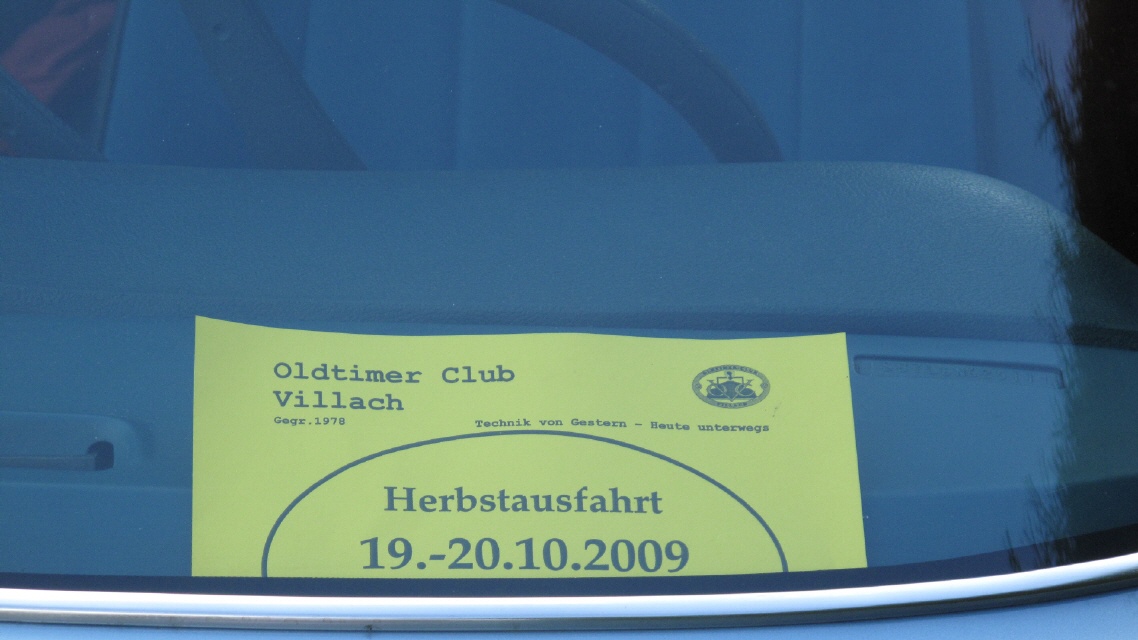 Oldtimer Club
Villach
Gegr.1978
Technik von Gestern - Heute unterwegs
Herbstausfahrt
19.-20.10.2009